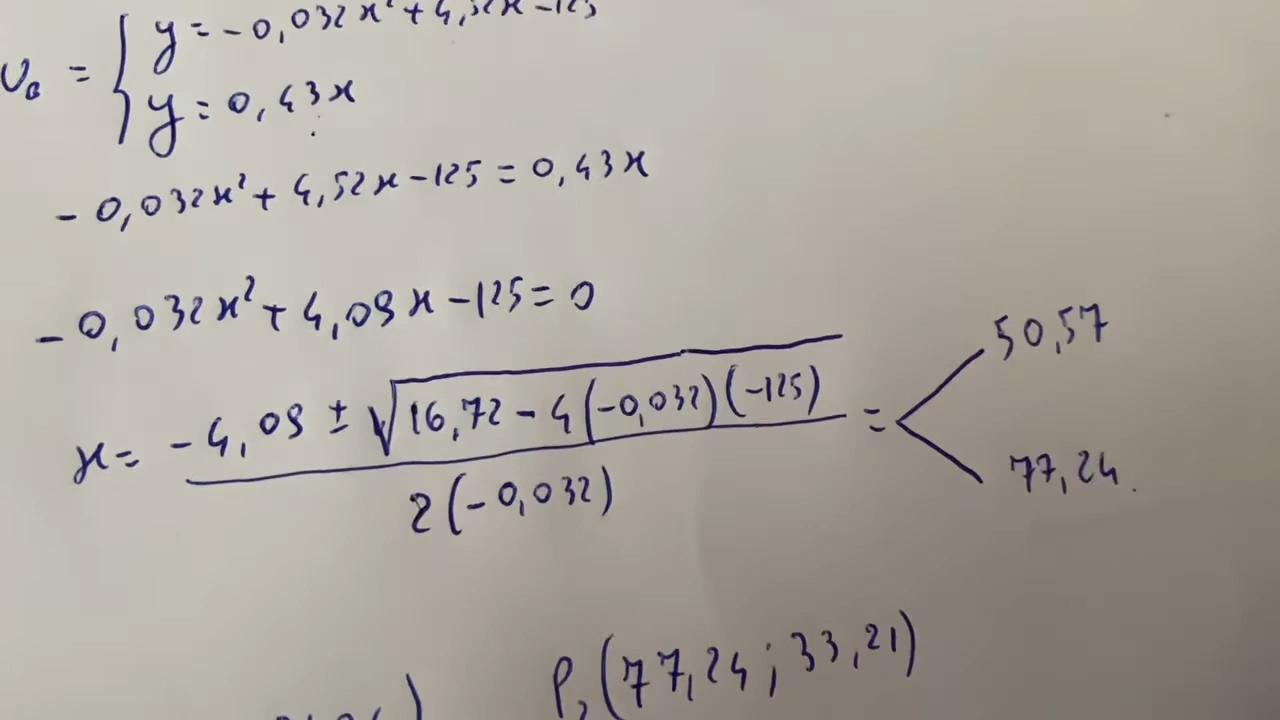 y = -0,032x² + 4,52x - 125
= { y = 0,43x
-0,032x² + 4,52x - 125 = 0,43x
-0,032x² + 4,09x - 125 = 0
x = (-4,09 ± √(16,72 - 4(-0,032)(-125))) / 2(-0,032) = < 50,57
77,24.
P₂(77,24 ; 33,21)